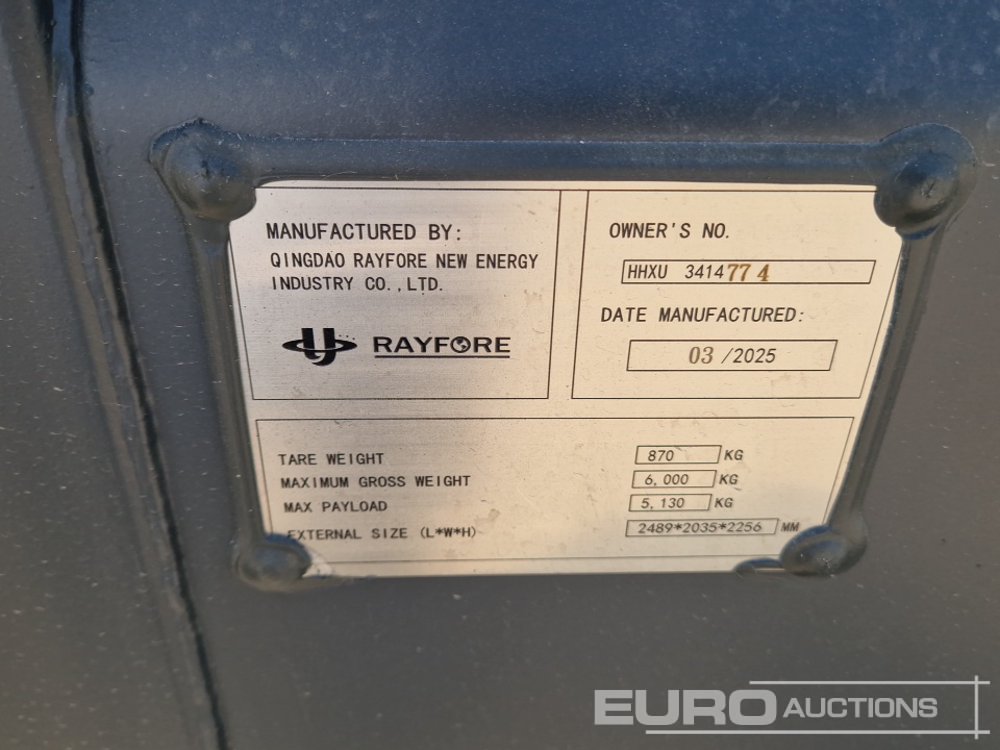 MANUFACTURED BY:
QINGDAO RAYFORE NEW ENERGY
INDUSTRY CO.,LTD.
RAYFORE
OWNER'S NO.
HHXU 3414774
DATE MANUFACTURED:
03/2025
TARE WEIGHT 870 KG
MAXIMUM GROSS WEIGHT 6,000 KG
MAX PAYLOAD 5,130 KG
EXTERNAL SIZE (L*W*H) 2489*2035*2256 MM
EURO AUCTIONS